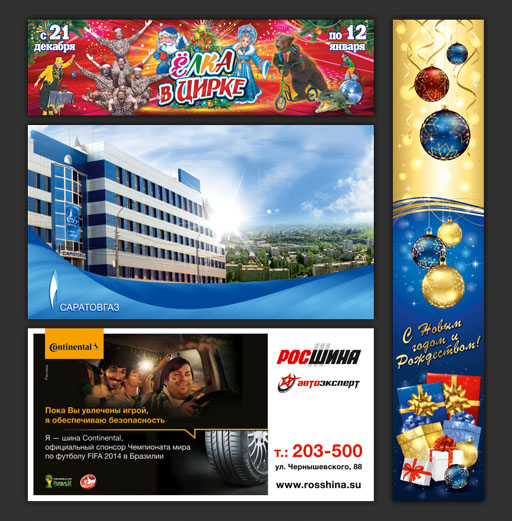 с 21
декабря
ЁЛКА
В ЦИРКЕ
по 12
января
САРАТОВГАЗ
Continental
Пока Вы увлечены игрой,
я обеспечиваю безопасность
Я — шина Continental,
официальный спонсор Чемпионата мира
по футболу FIFA 2014 в Бразилии
РОСШИНА
автоэксперт
т.: 203-500
ул. Чернышевского, 88
www.rosshina.su
С Новым
годом и
Рождеством!